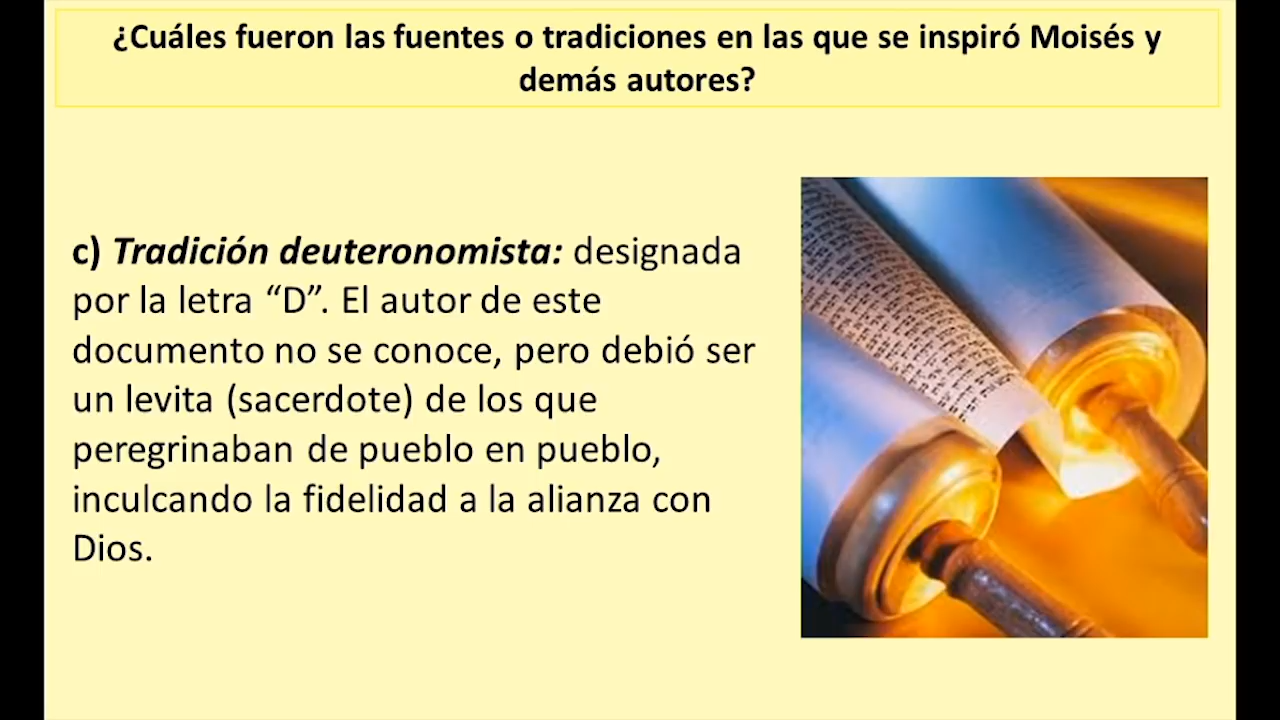 ¿Cuáles fueron las fuentes o tradiciones en las que se inspiró Moisés y
demás autores?
c) Tradición deuteronomista: designada
por la letra “D”. El autor de este
documento no se conoce, pero debió ser
un levita (sacerdote) de los que
peregrinaban de pueblo en pueblo,
inculcando la fidelidad a la alianza con
Dios.